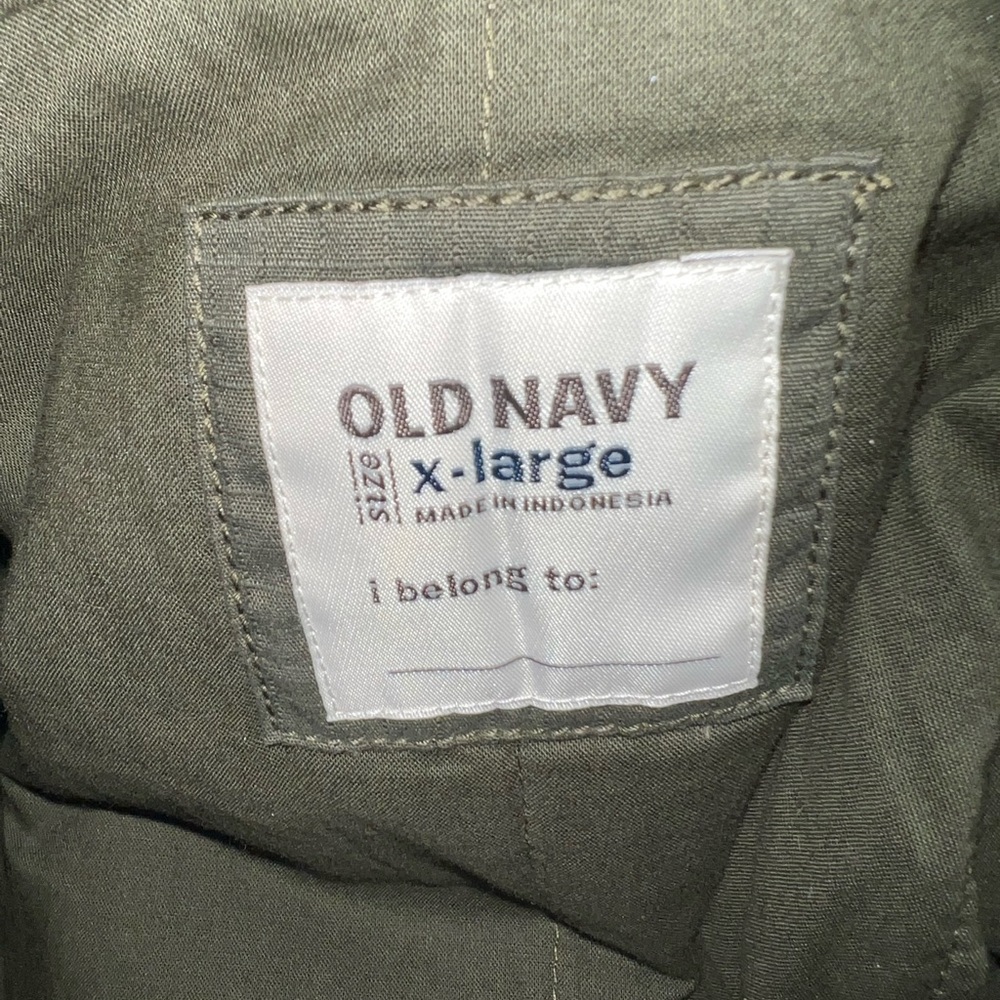 OLD NAVY
size x-large
MADE IN INDONESIA
i belong to: